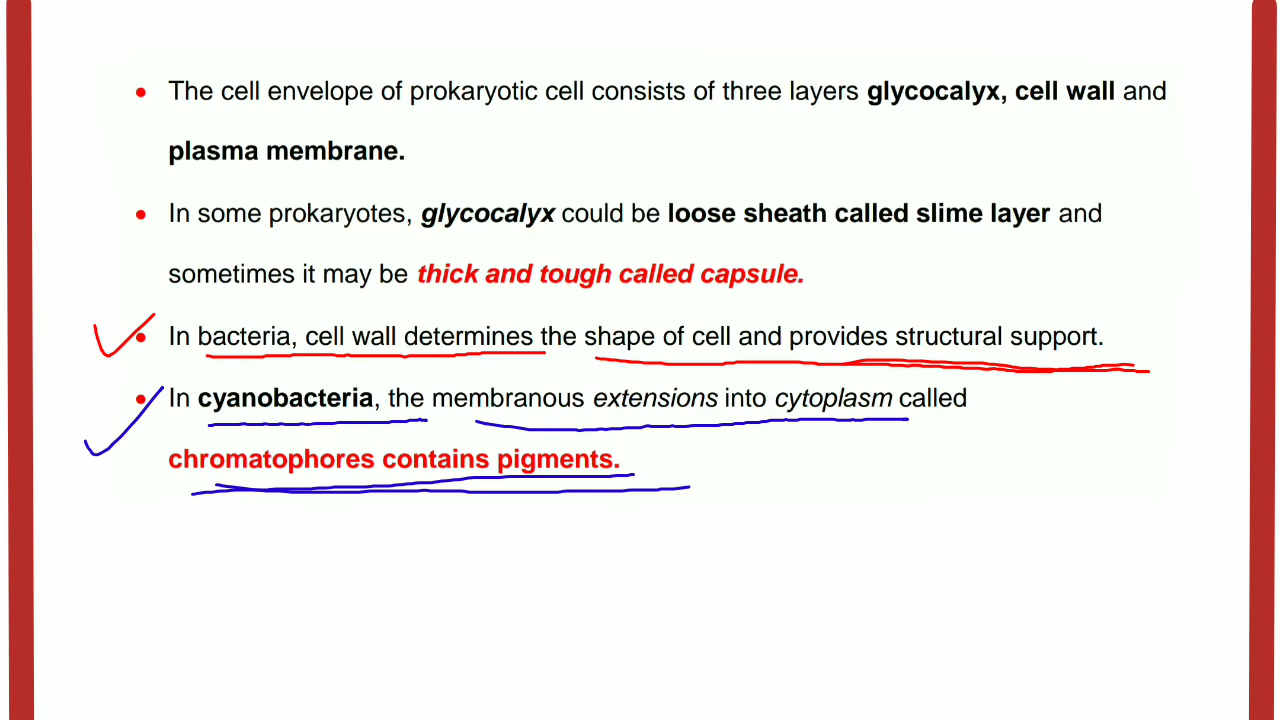 The cell envelope of prokaryotic cell consists of three layers glycocalyx, cell wall and
plasma membrane.
In some prokaryotes, glycocalyx could be loose sheath called slime layer and
sometimes it may be thick and tough called capsule.
In bacteria, cell wall determines the shape of cell and provides structural support.
In cyanobacteria, the membranous extensions into cytoplasm called
chromatophores contains pigments.